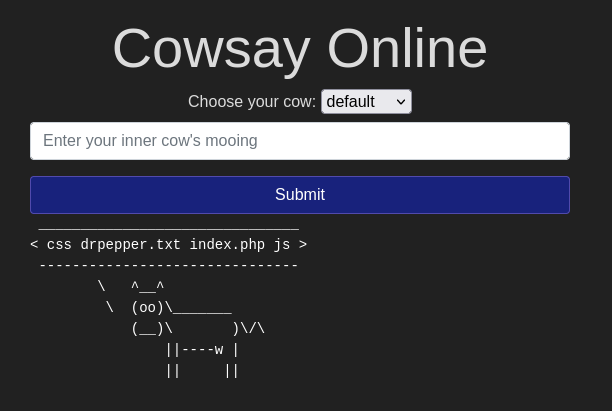 Cowsay Online
Choose your cow: default
Enter your inner cow's mooing
Submit
 _______________________________
< css drpepper.txt index.php js >
 -------------------------------
        \   ^__^
         \  (oo)\_______
            (__)\       )\/\
                ||----w |
                ||     ||